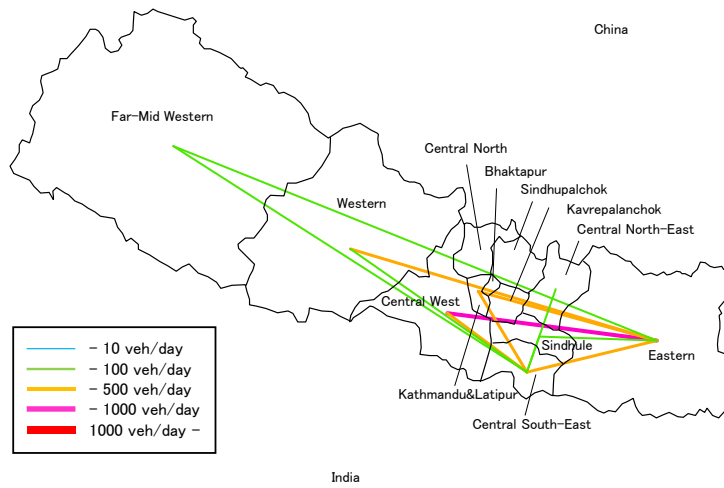 China
Far-Mid Western
Central North
Bhaktapur
Sindhupalchok
Western
Kavrepalanchok
Central North-East
Central West
Sindhule
Eastern
Kathmandu&Latipur
Central South-East
- 10 veh/day
- 100 veh/day
- 500 veh/day
- 1000 veh/day
1000 veh/day -
India